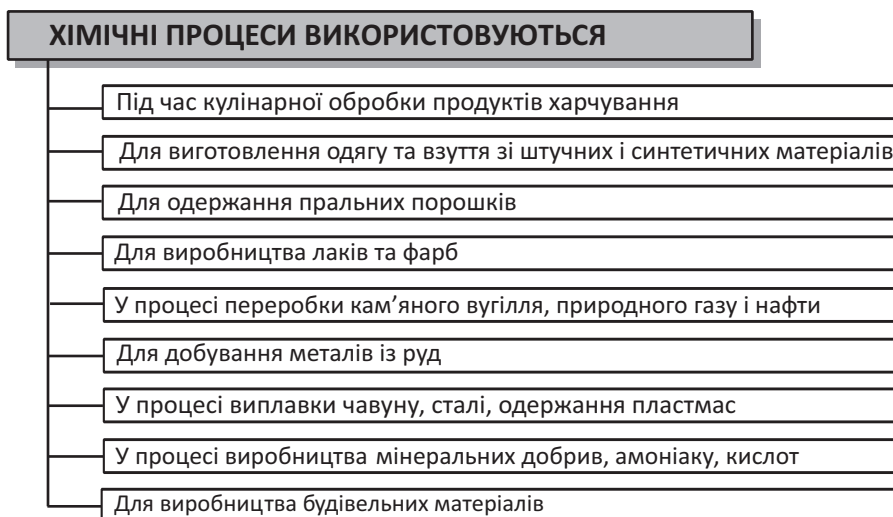 ХІМІЧНІ ПРОЦЕСИ ВИКОРИСТОВУЮТЬСЯ
Під час кулінарної обробки продуктів харчування
Для виготовлення одягу та взуття зі штучних і синтетичних матеріалів
Для одержання пральних порошків
Для виробництва лаків та фарб
У процесі переробки кам’яного вугілля, природного газу і нафти
Для добування металів із руд
У процесі виплавки чавуну, сталі, одержання пластмас
У процесі виробництва мінеральних добрив, амоніаку, кислот
Для виробництва будівельних матеріалів